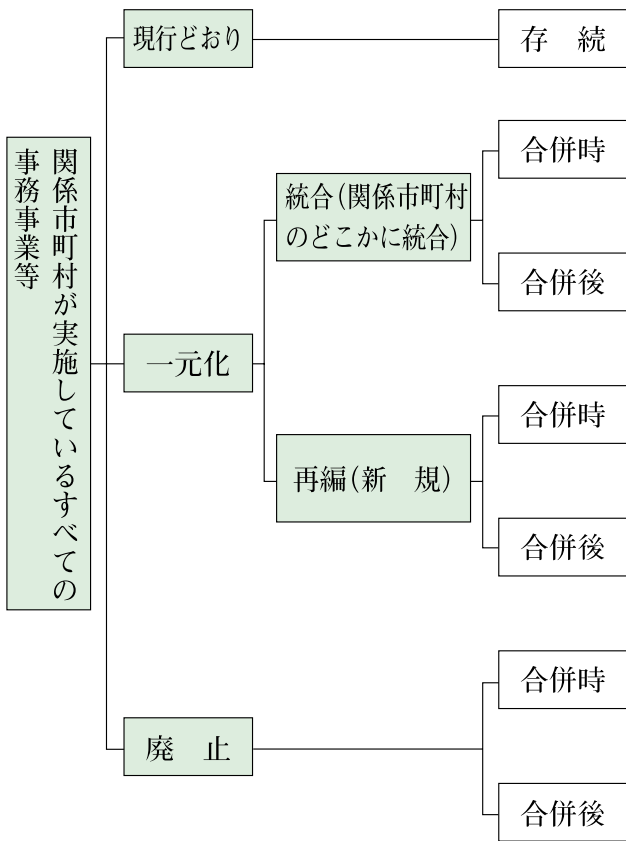 関係市町村が実施しているすべての
事務事業等
現行どおり
存　続
一元化
統合(関係市町村
のどこかに統合)
合併時
合併後
再編(新　規)
合併時
合併後
廃　止
合併時
合併後